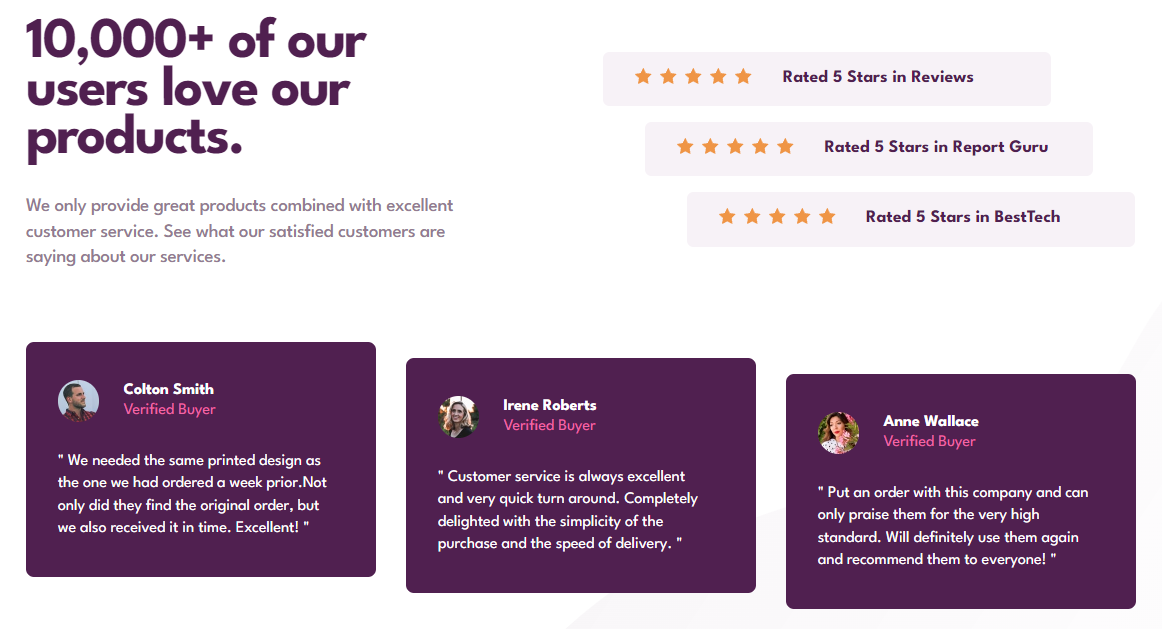 10,000+ of our
users love our
products.
We only provide great products combined with excellent
customer service. See what our satisfied customers are
saying about our services.
Rated 5 Stars in Reviews
Rated 5 Stars in Report Guru
Rated 5 Stars in BestTech
Colton Smith
Verified Buyer
" We needed the same printed design as
the one we had ordered a week prior.Not
only did they find the original order, but
we also received it in time. Excellent! "
Irene Roberts
Verified Buyer
" Customer service is always excellent
and very quick turn around. Completely
delighted with the simplicity of the
purchase and the speed of delivery. "
Anne Wallace
Verified Buyer
" Put an order with this company and can
only praise them for the very high
standard. Will definitely use them again
and recommend them to everyone! "